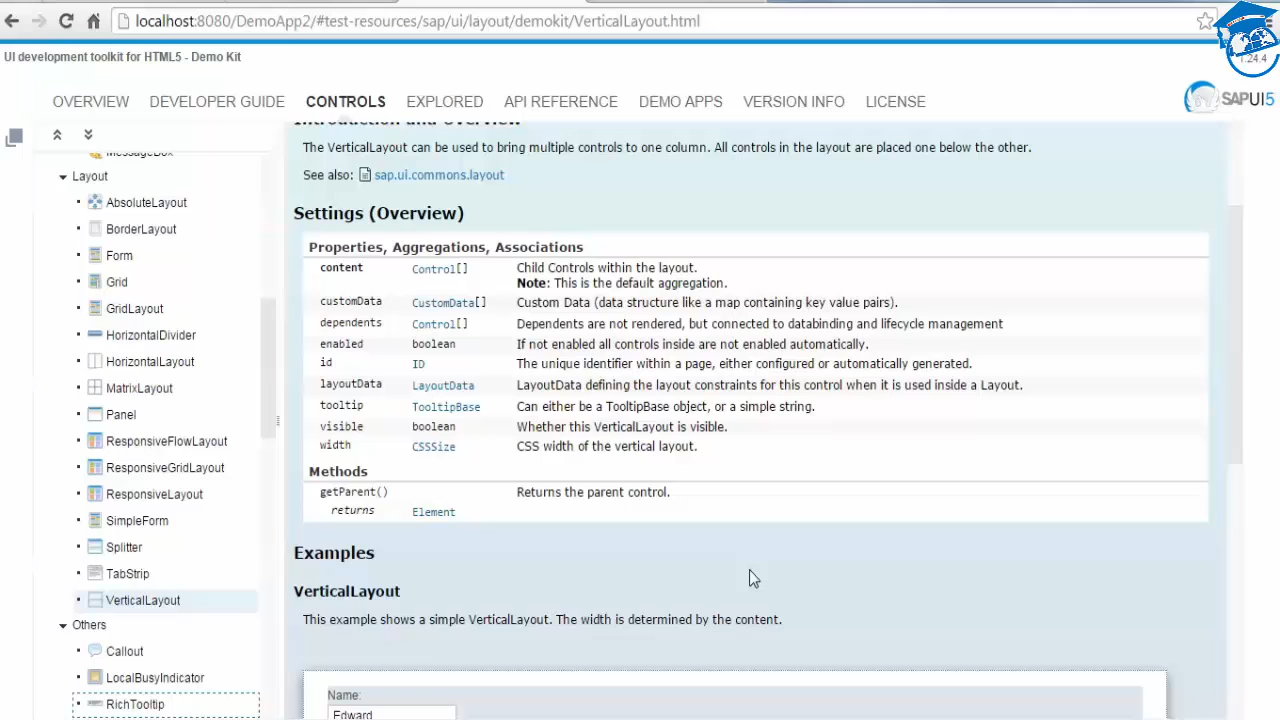 localhost:8080/DemoApp2/#test-resources/sap/ui/layout/demokit/VerticalLayout.html
UI development toolkit for HTML5 - Demo Kit
1.24.4
OVERVIEW DEVELOPER GUIDE CONTROLS EXPLORED API REFERENCE DEMO APPS VERSION INFO LICENSE
SAPUI5
MessageBox
Layout
AbsoluteLayout
BorderLayout
Form
Grid
GridLayout
HorizontalDivider
HorizontalLayout
MatrixLayout
Panel
ResponsiveFlowLayout
ResponsiveGridLayout
ResponsiveLayout
SimpleForm
Splitter
TabStrip
VerticalLayout
Others
Callout
LocalBusyIndicator
RichTooltip
Introduction and Overview
The VerticalLayout can be used to bring multiple controls to one column. All controls in the layout are placed one below the other.
See also: sap.ui.commons.layout
Settings (Overview)
Properties, Aggregations, Associations
content Control[] Child Controls within the layout.
Note: This is the default aggregation.
customData CustomData[] Custom Data (data structure like a map containing key value pairs).
dependents Control[] Dependents are not rendered, but connected to databinding and lifecycle management
enabled boolean If not enabled all controls inside are not enabled automatically.
id ID The unique identifier within a page, either configured or automatically generated.
layoutData LayoutData LayoutData defining the layout constraints for this control when it is used inside a Layout.
tooltip TooltipBase Can either be a TooltipBase object, or a simple string.
visible boolean Whether this VerticalLayout is visible.
width CSSSize CSS width of the vertical layout.
Methods
getParent() Returns the parent control.
returns Element
Examples
VerticalLayout
This example shows a simple VerticalLayout. The width is determined by the content.
Name:
Edward